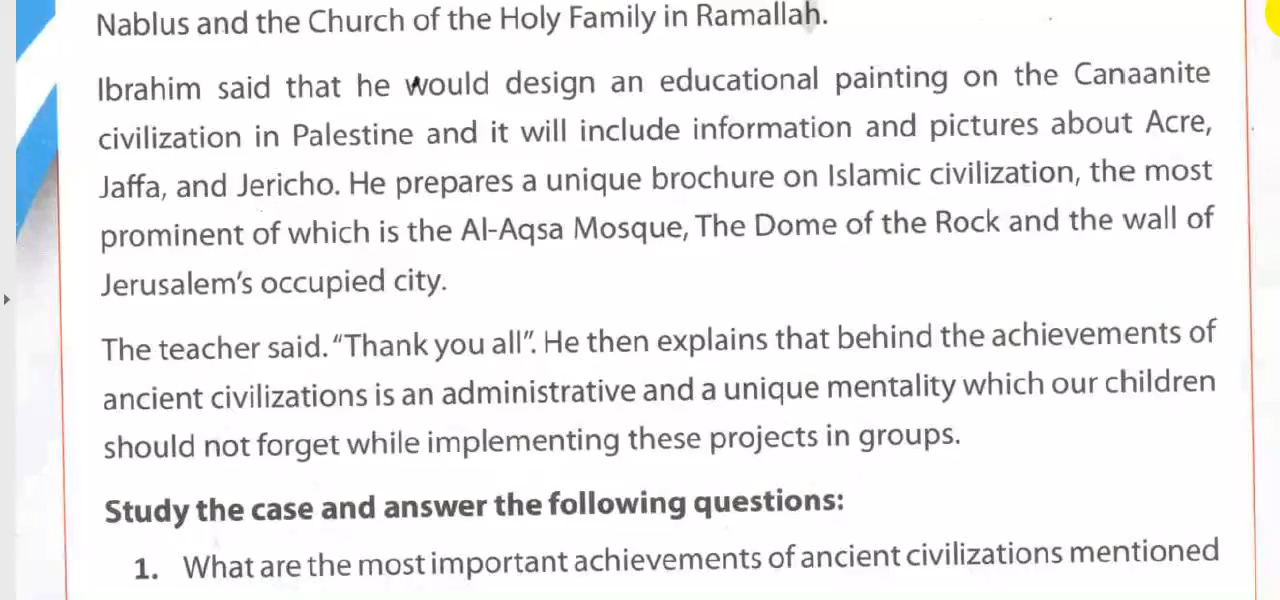 Nablus and the Church of the Holy Family in Ramallah.
Ibrahim said that he would design an educational painting on the Canaanite
civilization in Palestine and it will include information and pictures about Acre,
Jaffa, and Jericho. He prepares a unique brochure on Islamic civilization, the most
prominent of which is the Al-Aqsa Mosque, The Dome of the Rock and the wall of
Jerusalem’s occupied city.
The teacher said. “Thank you all”. He then explains that behind the achievements of
ancient civilizations is an administrative and a unique mentality which our children
should not forget while implementing these projects in groups.
Study the case and answer the following questions:
1. What are the most important achievements of ancient civilizations mentioned